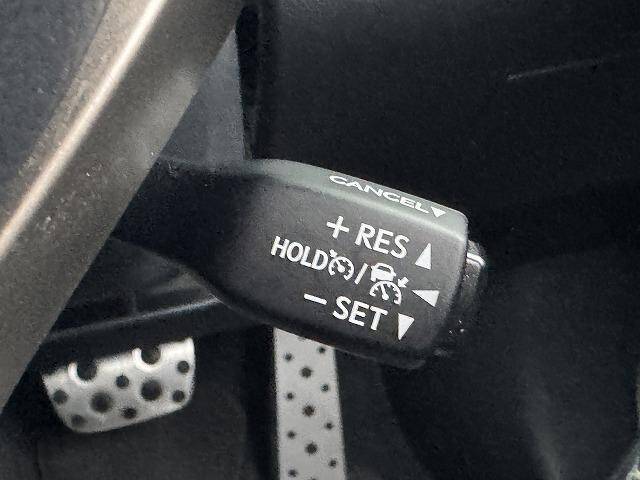 CANCEL▼
+ RES ▲
HOLD / ◀
− SET ▼